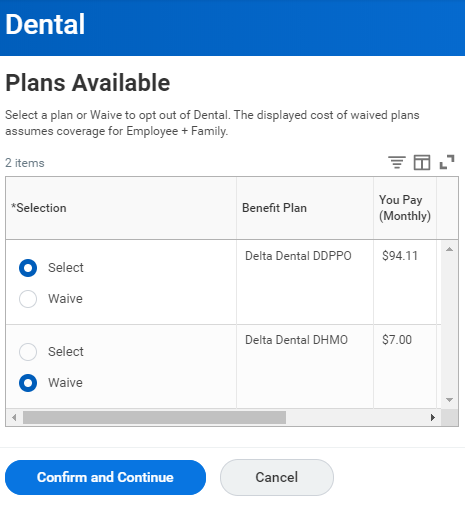 Dental
Plans Available
Select a plan or Waive to opt out of Dental. The displayed cost of waived plans
assumes coverage for Employee + Family.
2 items
*Selection
Benefit Plan
You Pay
(Monthly)
Select
Waive
Delta Dental DDPPO
$94.11
Select
Waive
Delta Dental DHMO
$7.00
Confirm and Continue
Cancel